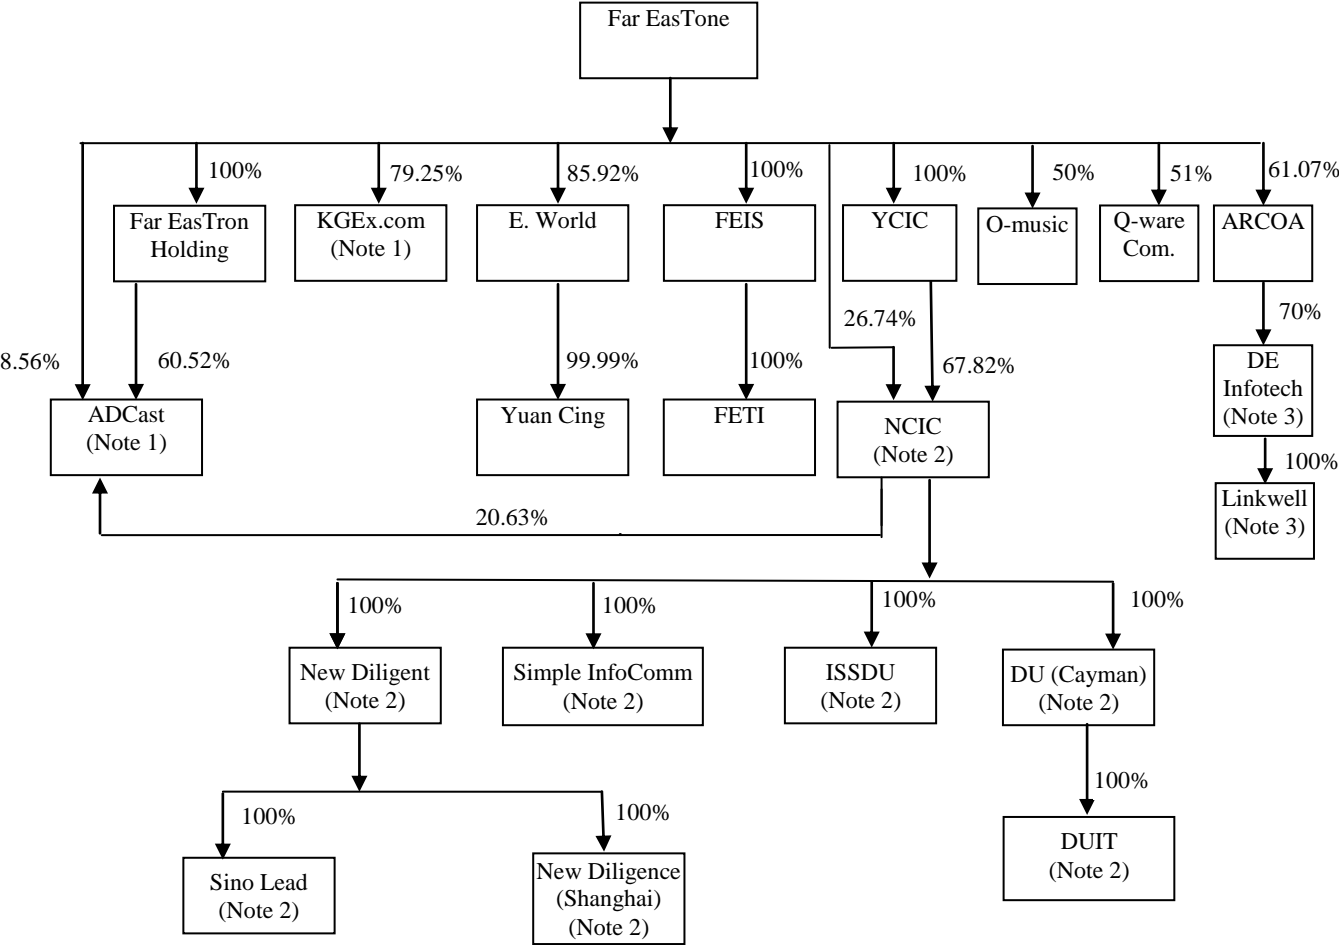 Far EasTone
100%
79.25%
85.92%
100%
100%
50%
51%
61.07%
Far EasTron
Holding
KGEx.com
(Note 1)
E. World
FEIS
YCIC
O-music
Q-ware
Com.
ARCOA
8.56%
60.52%
99.99%
100%
26.74%
67.82%
70%
ADCast
(Note 1)
Yuan Cing
FETI
NCIC
(Note 2)
DE
Infotech
(Note 3)
100%
Linkwell
(Note 3)
20.63%
100%
100%
100%
100%
New Diligent
(Note 2)
Simple InfoComm
(Note 2)
ISSDU
(Note 2)
DU (Cayman)
(Note 2)
100%
100%
100%
Sino Lead
(Note 2)
New Diligence
(Shanghai)
(Note 2)
DUIT
(Note 2)